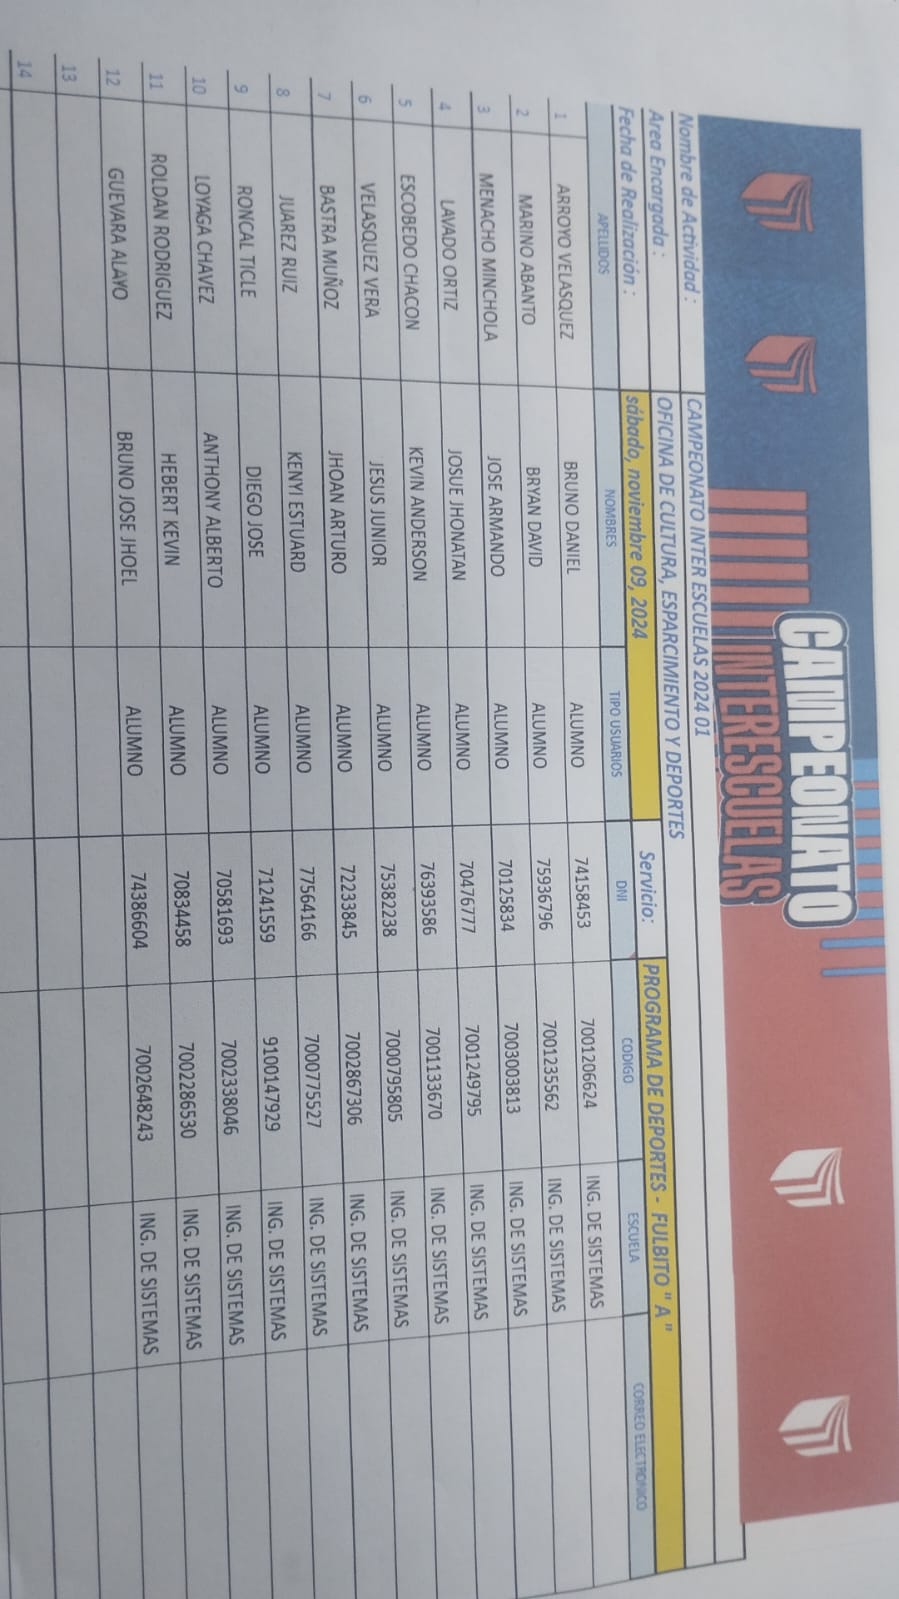 CAMPEONATO
INTERESCUELAS
Nombre de Actividad : CAMPEONATO INTER ESCUELAS 2024 01
Area Encargada : OFICINA DE CULTURA, ESPARCIMIENTO Y DEPORTES
Fecha de Realización : sábado, noviembre 09, 2024 Servicio: PROGRAMA DE DEPORTES - FULBITO " A "
APELLIDOS NOMBRES TIPO USUARIOS DNI CODIGO ESCUELA CORREO ELECTRONICO
1 ARROYO VELASQUEZ BRUNO DANIEL ALUMNO 74158453 7001206624 ING. DE SISTEMAS
2 MARINO ABANTO BRYAN DAVID ALUMNO 75936796 7001235562 ING. DE SISTEMAS
3 MENACHO MINCHOLA JOSE ARMANDO ALUMNO 70125834 7003003813 ING. DE SISTEMAS
4 LAVADO ORTIZ JOSUE JHONATAN ALUMNO 70476777 7001249795 ING. DE SISTEMAS
5 ESCOBEDO CHACON KEVIN ANDERSON ALUMNO 76393586 7001133670 ING. DE SISTEMAS
6 VELASQUEZ VERA JESUS JUNIOR ALUMNO 75382238 7000795805 ING. DE SISTEMAS
7 BASTRA MUÑOZ JHOAN ARTURO ALUMNO 72233845 7002867306 ING. DE SISTEMAS
8 JUAREZ RUIZ KENYI ESTUARD ALUMNO 77564166 7000775527 ING. DE SISTEMAS
9 RONCAL TICLE DIEGO JOSE ALUMNO 71241559 9100147929 ING. DE SISTEMAS
10 LOYAGA CHAVEZ ANTHONY ALBERTO ALUMNO 70581693 7002338046 ING. DE SISTEMAS
11 ROLDAN RODRIGUEZ HEBERT KEVIN ALUMNO 70834458 7002286530 ING. DE SISTEMAS
12 GUEVARA ALAYO BRUNO JOSE JHOEL ALUMNO 74386604 7002648243 ING. DE SISTEMAS
13
14